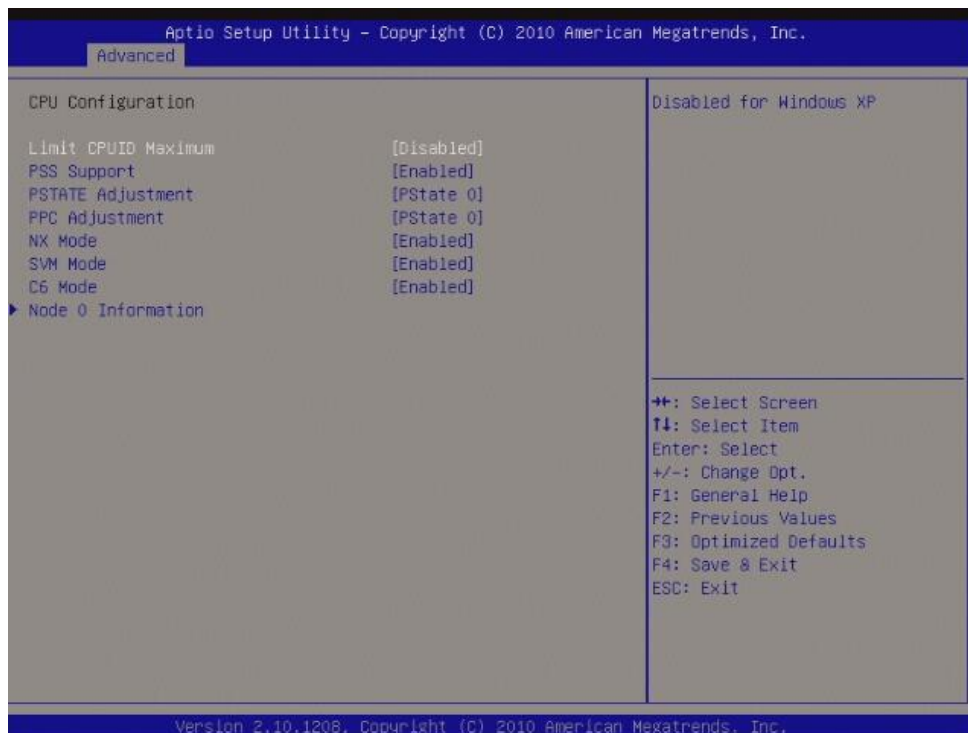 Aptio Setup Utility – Copyright (C) 2010 American Megatrends, Inc.
Advanced
CPU Configuration
Limit CPUID Maximum [Disabled]
PSS Support [Enabled]
PSTATE Adjustment [PState 0]
PPC Adjustment [PState 0]
NX Mode [Enabled]
SVM Mode [Enabled]
C6 Mode [Enabled]
Node 0 Information
Disabled for Windows XP
→←: Select Screen
↑↓: Select Item
Enter: Select
+/-: Change Opt.
F1: General Help
F2: Previous Values
F3: Optimized Defaults
F4: Save & Exit
ESC: Exit
Version 2.10.1208. Copyright (C) 2010 American Megatrends, Inc.